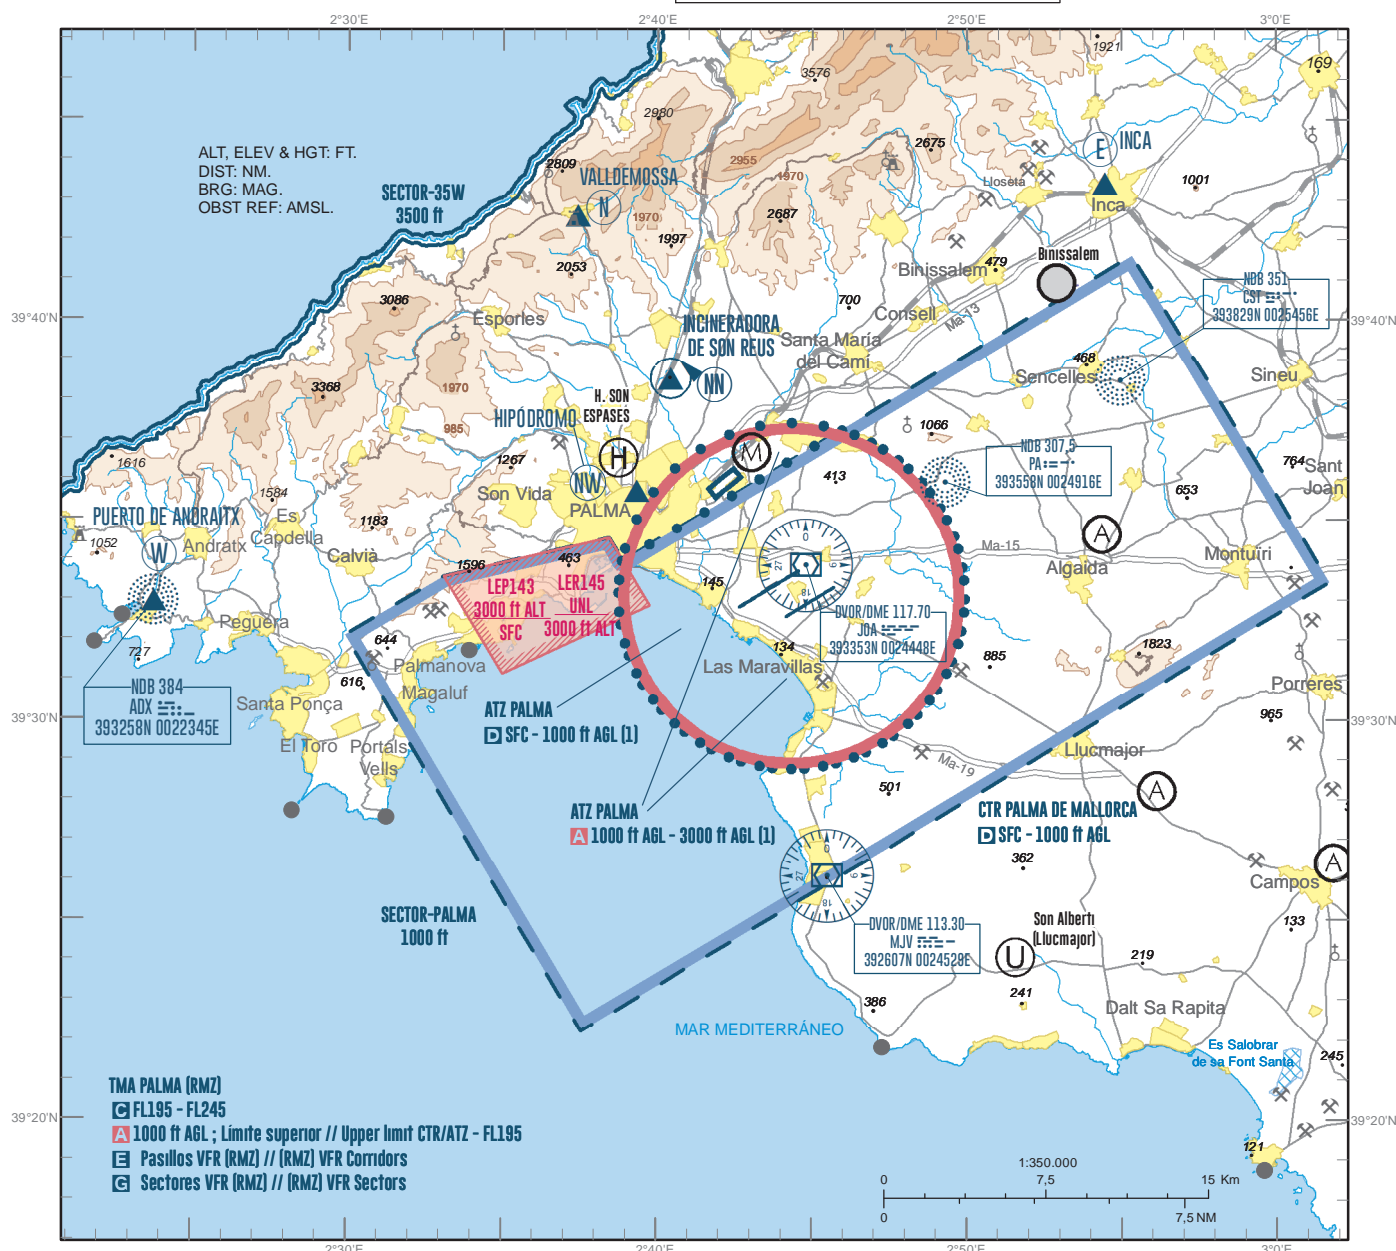 2°30'E
2°40'E
2°50'E
3°0'E
1921
3576
169
2980
ALT, ELEV & HGT: FT.
DIST: NM.
BRG: MAG.
OBST REF: AMSL.
2675
E
INCA
2809
2955
1970
VALLDEMOSSA
SECTOR-35W
3500 ft
Lloseta
1001
N
1970
2687
Inca
1997
Binissalem
479
Binissalem
2053
NDB 351
CST
393829N 0025456E
3086
700
Consell
Ma-13
39°40'N
Esporles
INCINERADORA
DE SON REUS
Santa María
del Camí
39°40'N
468
Sencelles
Sineu
3368
1970
NN
H. SON
ESPASES
HIPÓDROMO
985
1066
1616
1267
H
M
NDB 307,5
PA
393558N 0024916E
764
Sant
Joan
413
NW
Son Vida
PALMA
653
1584
PUERTO DE ANDRAITX
Es
Capdella
1183
A
1052
W
Andratx
Calvià
463
Ma-15
Montuïri
1596
Algaida
LEP143
3000 ft ALT
SFC
LER145
UNL
3000 ft ALT
145
0
9
18
27
DVOR/DME 117.70
JOA
393353N 0024448E
Peguera
644
134
1823
727
Palmanova
Las Maravillas
885
NDB 384
ADX
393258N 0022345E
616
Magaluf
Santa Ponça
Porreres
ATZ PALMA
D SFC - 1000 ft AGL (1)
965
39°30'N
39°30'N
El Toro
Portals
Vells
Llucmajor
Ma-19
501
A
ATZ PALMA
A 1000 ft AGL - 3000 AGL (1)
CTR PALMA DE MALLORCA
D SFC - 1000 ft AGL
362
A
0
9
18
27
Campos
SECTOR-PALMA
1000 ft
DVOR/DME 113.30
MJV
392607N 0024528E
Son Alberti
(Llucmajor)
133
U
219
386
241
Dalt Sa Rapita
MAR MEDITERRÁNEO
Es Salobrar
de sa Font Santa
245
TMA PALMA (RMZ)
C FL195 - FL245
A 1000 ft AGL ; Límite superior // Upper limit CTR/ATZ - FL195
E Pasillos VFR (RMZ) // (RMZ) VFR Corridors
G Sectores VFR (RMZ) // (RMZ) VFR Sectors
39°20'N
39°20'N
121
1:350.000
0
7,5
15 Km
0
7,5 NM
2°30'E
2°40'E
2°50'E
3°0'E